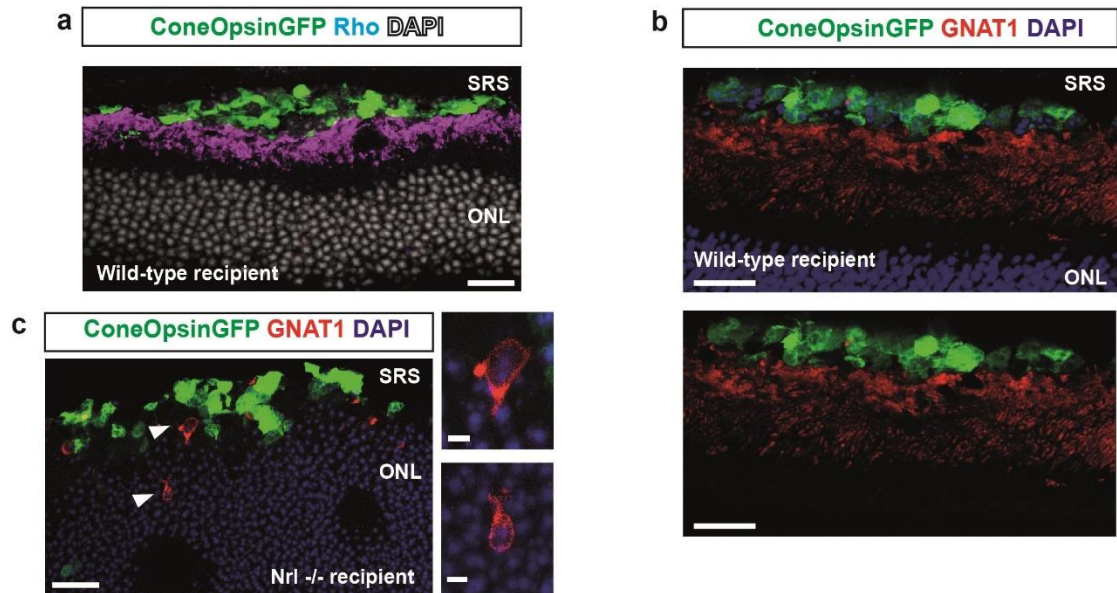 a
ConeOpsinGFP Rho DAPI
SRS
ONL
Wild-type recipient
b
ConeOpsinGFP GNAT1 DAPI
SRS
Wild-type recipient
ONL
c
ConeOpsinGFP GNAT1 DAPI
SRS
ONL
Nrl -/- recipient